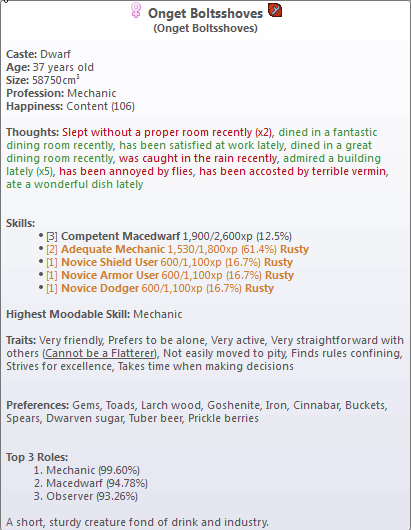 Onget Boltsshoves
(Onget Boltsshoves)
Caste: Dwarf
Age: 37 years old
Size: 58750cm³
Profession: Mechanic
Happiness: Content (106)
Thoughts: Slept without a proper room recently (x2), dined in a fantastic
dining room recently, has been satisfied at work lately, dined in a great
dining room recently, was caught in the rain recently, admired a building
lately (x5), has been annoyed by flies, has been accosted by terrible vermin,
ate a wonderful dish lately
Skills:
• [3] Competent Macedwarf 1,900/2,600xp (12.5%)
• [2] Adequate Mechanic 1,530/1,800xp (61.4%) Rusty
• [1] Novice Shield User 600/1,100xp (16.7%) Rusty
• [1] Novice Armor User 600/1,100xp (16.7%) Rusty
• [1] Novice Dodger 600/1,100xp (16.7%) Rusty
Highest Moodable Skill: Mechanic
Traits: Very friendly, Prefers to be alone, Very active, Very straightforward with
others (Cannot be a Flatterer), Not easily moved to pity, Finds rules confining,
Strives for excellence, Takes time when making decisions
Preferences: Gems, Toads, Larch wood, Goshenite, Iron, Cinnabar, Buckets,
Spears, Dwarven sugar, Tuber beer, Prickle berries
Top 3 Roles:
1. Mechanic (99.60%)
2. Macedwarf (94.78%)
3. Observer (93.26%)
A short, sturdy creature fond of drink and industry.